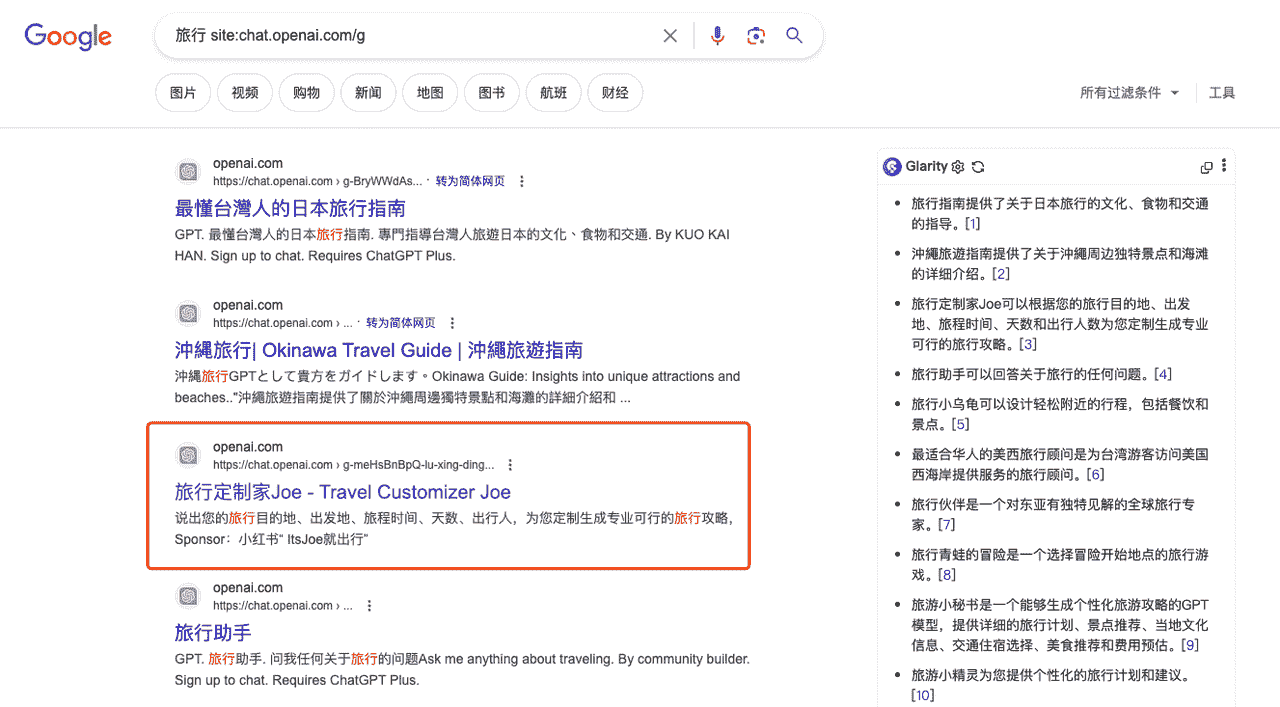 Google
旅行 site:chat.openai.com/g
图片 视频 购物 新闻 地图 图书 航班 财经
所有过滤条件 工具
openai.com
https://chat.openai.com › g-BryWWdAs... · 转为简体网页
最懂台灣人的日本旅行指南
GPT. 最懂台灣人的日本旅行指南. 專門指導台灣人旅遊日本的文化、食物和交通. By KUO KAI
HAN. Sign up to chat. Requires ChatGPT Plus.
openai.com
https://chat.openai.com › ... · 转为简体网页
沖縄旅行| Okinawa Travel Guide | 沖繩旅遊指南
沖縄旅行GPTとして貴方をガイドします。Okinawa Guide: Insights into unique attractions and
beaches.."沖繩旅遊指南提供了關於沖繩周邊獨特景點和海灘的詳細介紹和 ...
openai.com
https://chat.openai.com › g-meHsBnBpQ-lu-xing-ding...
旅行定制家Joe - Travel Customizer Joe
说出您的旅行目的地、出发地、旅程时间、天数、出行人，为您定制生成专业可行的旅行攻略，
Sponsor：小红书“ ItsJoe就出行”
openai.com
https://chat.openai.com › ...
旅行助手
GPT. 旅行助手. 问我任何关于旅行的问题Ask me anything about traveling. By community builder.
Sign up to chat. Requires ChatGPT Plus.
Glarity
旅行指南提供了关于日本旅行的文化、食物和交通
的指导。[1]
沖繩旅遊指南提供了关于沖繩周边独特景点和海滩
的详细介绍。[2]
旅行定制家Joe可以根据您的旅行目的地、出发
地、旅程时间、天数和出行人数为您定制生成专业
可行的旅行攻略。[3]
旅行助手可以回答关于旅行的任何问题。[4]
旅行小乌龟可以设计轻松附近的行程，包括餐饮和
景点。[5]
最适合华人的美西旅行顾问是为台湾游客访问美国
西海岸提供服务的旅行顾问。[6]
旅行伙伴是一个对东亚有独特见解的全球旅行专
家。[7]
旅行青蛙的冒险是一个选择冒险开始地点的旅行游
戏。[8]
旅游小秘书是一个能够生成个性化旅游攻略的GPT
模型，提供详细的旅行计划、景点推荐、当地文化
信息、交通住宿选择、美食推荐和费用预估。[9]
旅游小精灵为您提供个性化的旅行计划和建议。
[10]